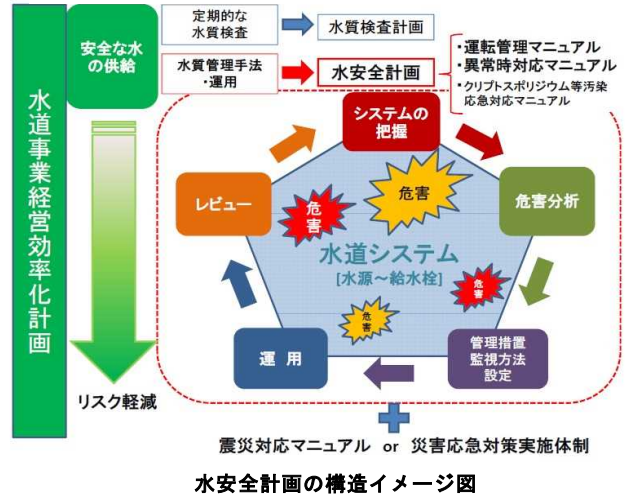 水道事業経営効率化計画
安全な水
の供給
定期的な
水質検査
水質検査計画
水質管理手法
・運用
水安全計画
・運転管理マニュアル
・異常時対応マニュアル
・クリプトスポリジウム等汚染
応急対応マニュアル
システムの
把握
危害
危害分析
レビュー
危
害
水道システム
[水源～給水栓]
危
害
危
害
管理措置
監視方法
設定
運 用
リスク軽減
震災対応マニュアル or 災害応急対策実施体制
水安全計画の構造イメージ図